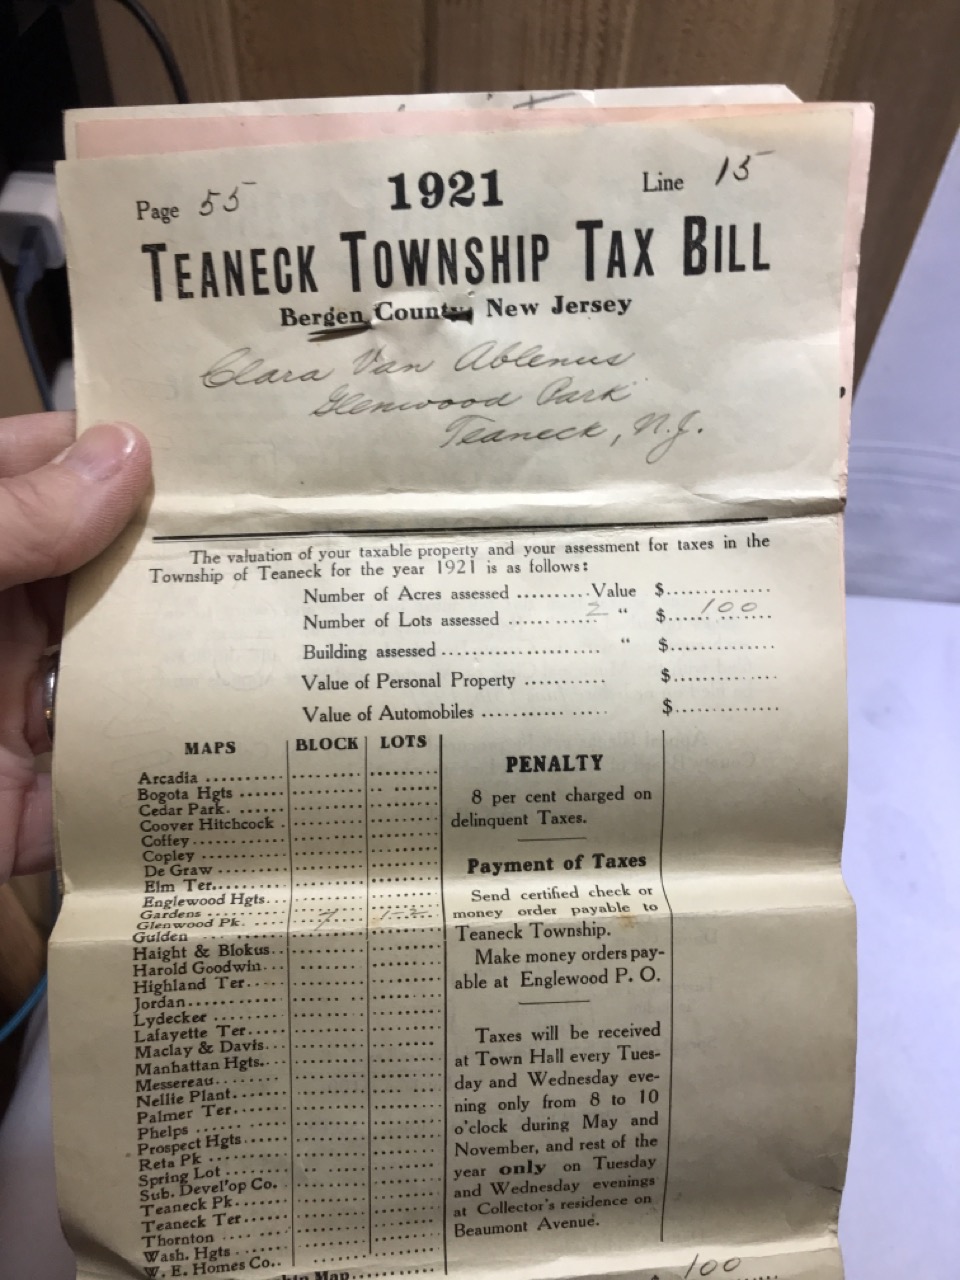 Page 55 1921 Line 15
TEANECK TOWNSHIP TAX BILL
Bergen County, New Jersey
Clara Van Ablenus
Glenwood Park
Teaneck, N.J.
The valuation of your taxable property and your assessment for taxes in the
Township of Teaneck for the year 1921 is as follows:
Number of Acres assessed ..........Value $..............
Number of Lots assessed ............ 2 " $......100......
Building assessed ....................... " $..............
Value of Personal Property ........... $..............
Value of Automobiles .................. $..............
MAPS BLOCK LOTS
Arcadia
Bogota Hgts
Cedar Park
Coover Hitchcock
Coffey
Copley
De Graw
Elm Ter.
Englewood Hgts.
Gardens
Glenwood Pk. 7 1-2
Gulden
Haight & Blokus
Harold Goodwin
Highland Ter
Jordan
Lydecker
Lafayette Ter
Maclay & Davis
Manhattan Hgts.
Messereau
Nellie Plant
Palmer Ter
Phelps
Prospect Hgts
Reta Pk
Spring Lot
Sub. Devel'op Co.
Teaneck Pk.
Teaneck Ter
Thornton
Wash. Hgts
W. E. Homes Co.
Map
PENALTY
8 per cent charged on
delinquent Taxes.
Payment of Taxes
Send certified check or
money order payable to
Teaneck Township.
Make money orders pay-
able at Englewood P. O.
Taxes will be received
at Town Hall every Tues-
day and Wednesday eve-
ning only from 8 to 10
o'clock during May and
November, and rest of the
year only on Tuesday
and Wednesday evenings
at Collector's residence on
Beaumont Avenue.
$ 100